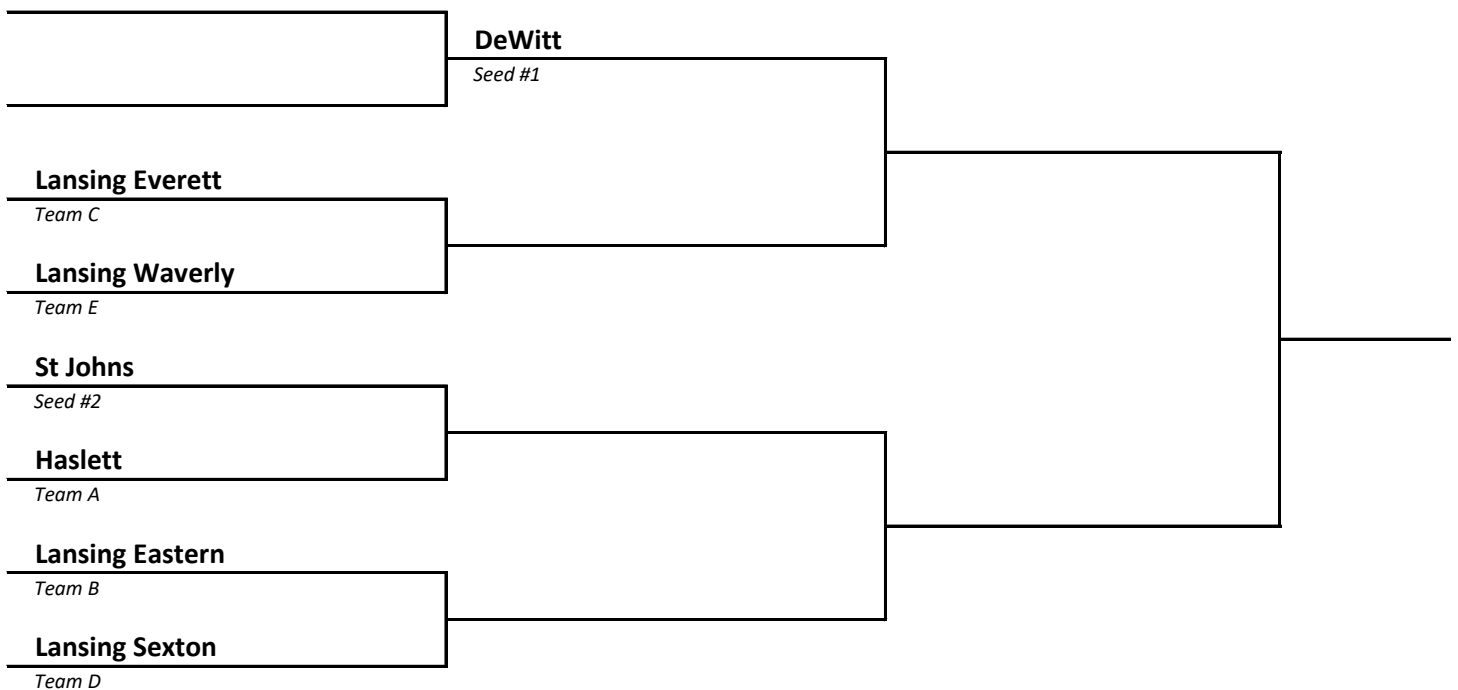 DeWitt
Seed #1
Lansing Everett
Team C
Lansing Waverly
Team E
St Johns
Seed #2
Haslett
Team A
Lansing Eastern
Team B
Lansing Sexton
Team D